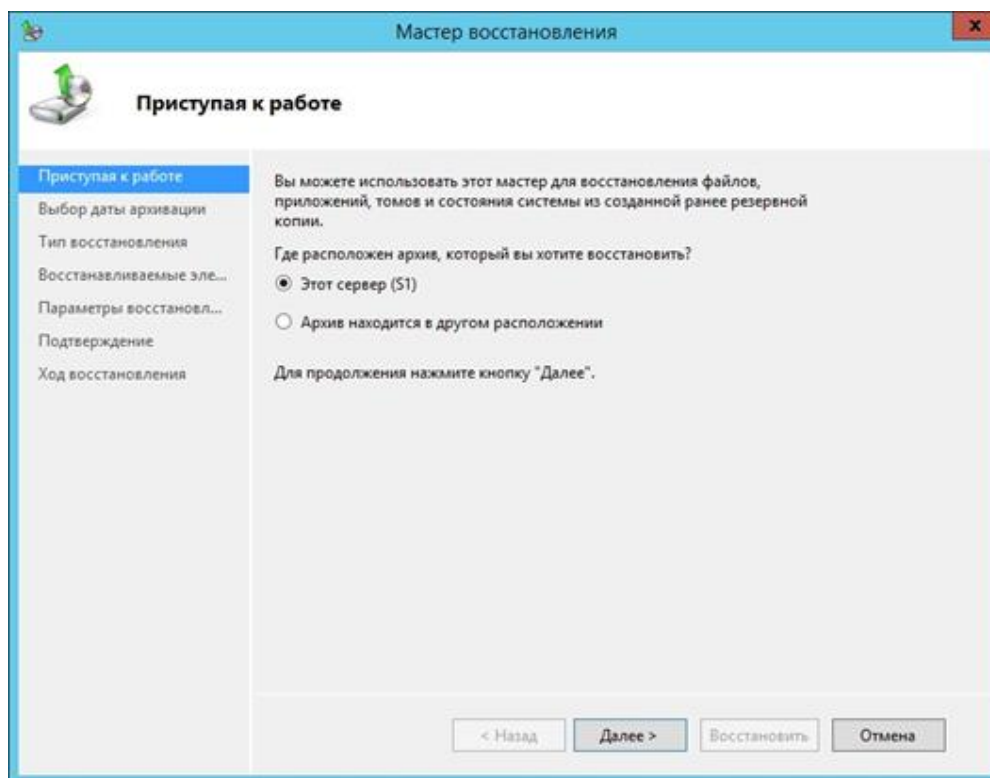 Мастер восстановления
x
Приступая к работе
Приступая к работе
Выбор даты архивации
Тип восстановления
Восстанавливаемые эле...
Параметры восстановл...
Подтверждение
Ход восстановления
Вы можете использовать этот мастер для восстановления файлов,
приложений, томов и состояния системы из созданной ранее резервной
копии.
Где расположен архив, который вы хотите восстановить?
Этот сервер (S1)
Архив находится в другом расположении
Для продолжения нажмите кнопку "Далее".
< Назад
Далее >
Восстановить
Отмена